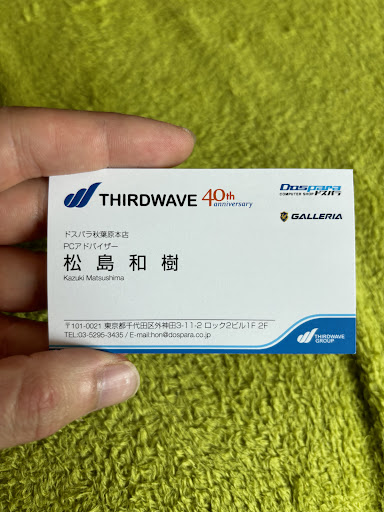 THIRDWAVE 40th anniversary
Dospara
COMPUTER SHOP ドスパラ
GALLERIA
ドスパラ秋葉原本店
PCアドバイザー
松島和樹
Kazuki Matsushima
〒101-0021 東京都千代田区外神田3-11-2 ロック2ビル1F 2F
TEL:03-5295-3435 / E-mail:hon@dospara.co.jp
THIRDWAVE
GROUP